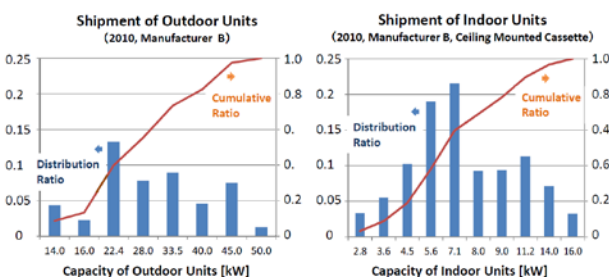 Shipment of Outdoor Units
(2010, Manufacturer B)
0.25
0.2
0.15
0.1
0.05
0
1.0
0.8
0.
0.
0.2
0
Cumulative
Ratio
Distribution
Ratio
14.0 16.0 22.4 28.0 33.5 40.0 45.0 50.0
Capacity of Outdoor Units [kW]
Shipment of Indoor Units
(2010, Manufacturer B, Ceiling Mounted Cassette)
0.25
0.2
0.15
0.1
0.05
0
1.0
0.8
0.
0.6
0.2
0
Cumulative
Ratio
Distribution
Ratio
2.8 3.6 4.5 5.6 7.1 8.0 9.0 11.2 14.0 16.0
Capacity of Indoor Units [kW]